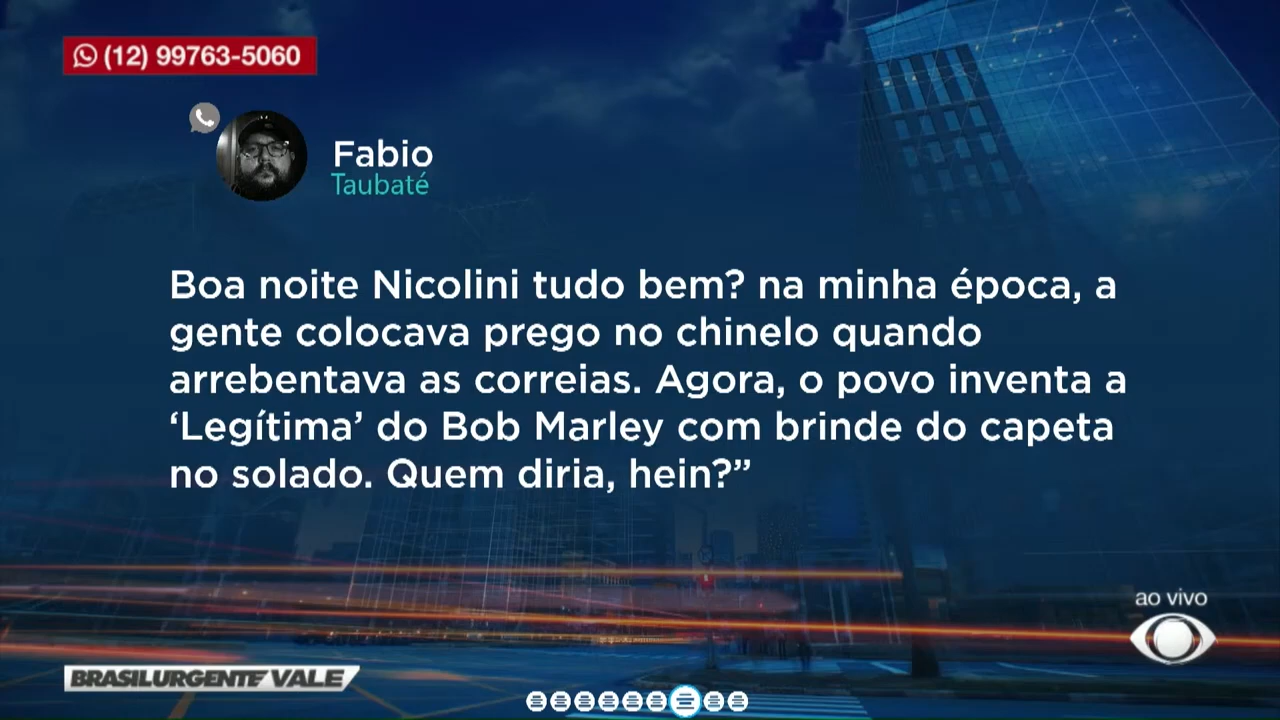 (12) 99763-5060
Fabio
Taubaté
Boa noite Nicolini tudo bem? na minha época, a
gente colocava prego no chinelo quando
arrebentava as correias. Agora, o povo inventa a
‘Legítima’ do Bob Marley com brinde do capeta
no solado. Quem diria, hein?”
ao vivo
BRASIL URGENTE VALE